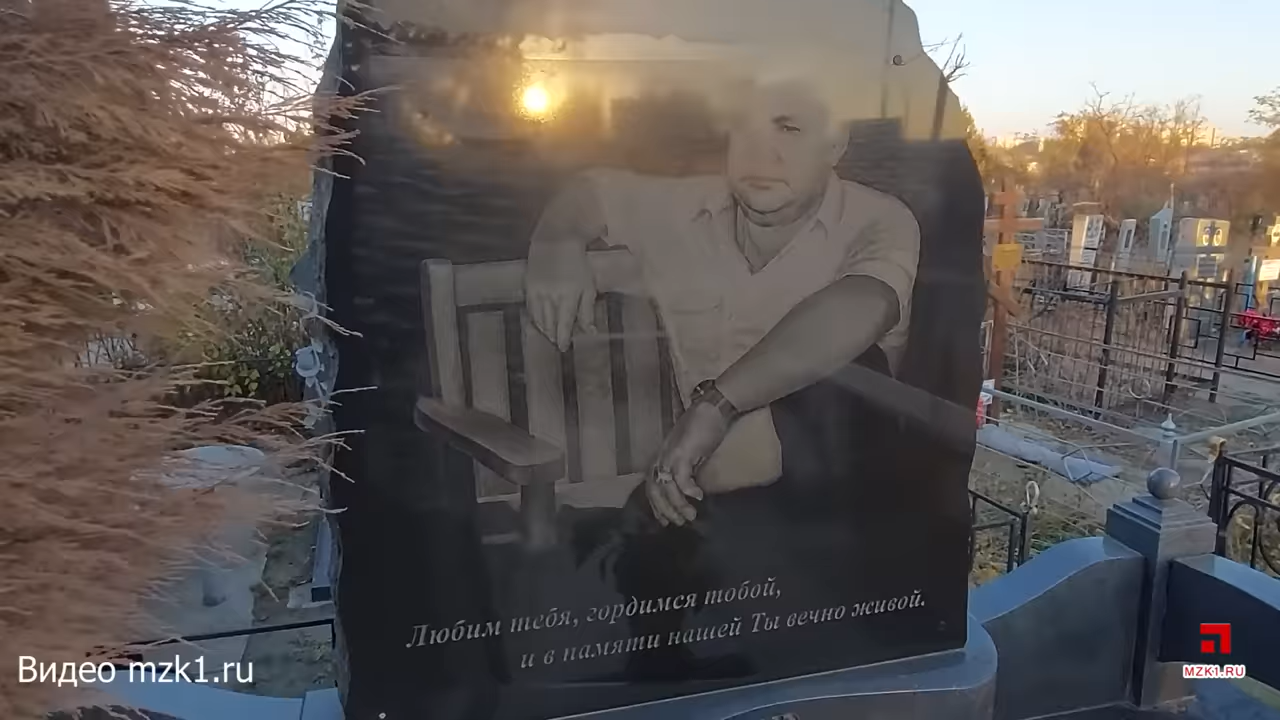 Любим тебя, гордимся тобой,
и в памяти нашей Ты вечно живой.
Видео mzk1.ru
MZK1.RU